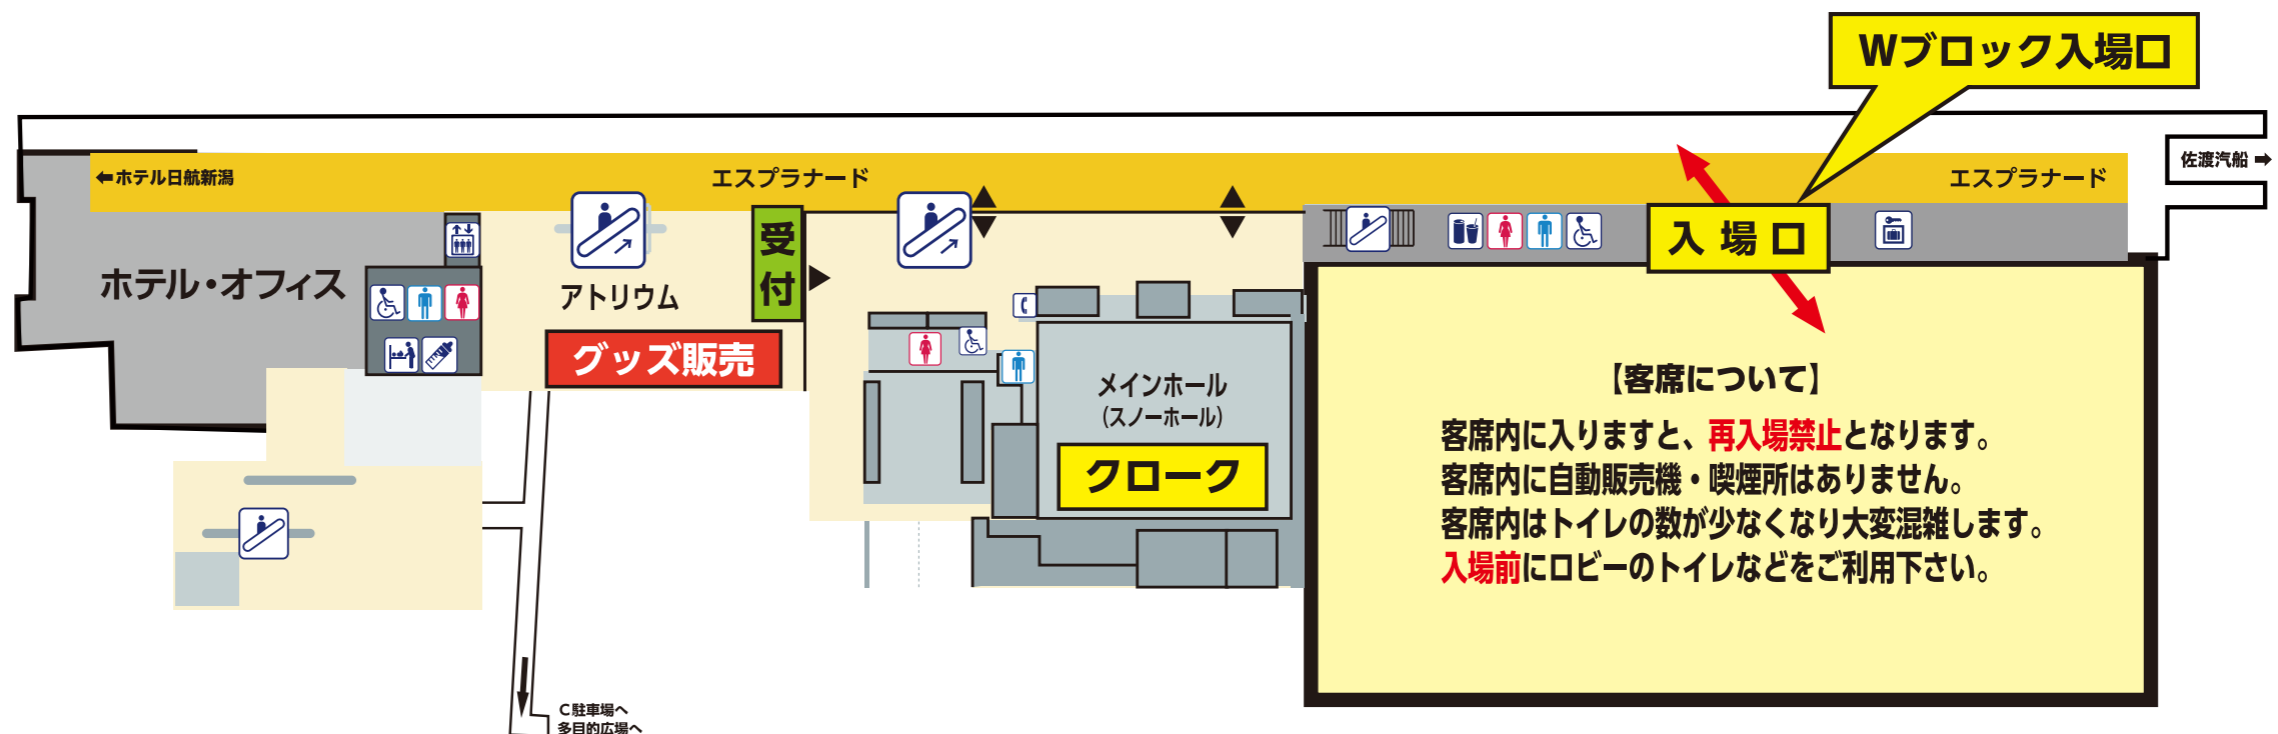 Wブロック入場口
佐渡汽船➡
⬅ホテル日航新潟
エスプラナード
エスプラナード
受付
入場口
ホテル・オフィス
アトリウム
グッズ販売
メインホール
(スノーホール)
クローク
【客席について】
客席内に入りますと、再入場禁止となります。
客席内に自動販売機・喫煙所はありません。
客席内はトイレの数が少なくなり大変混雑します。
入場前にロビーのトイレなどをご利用下さい。
C駐車場へ
多目的広場へ